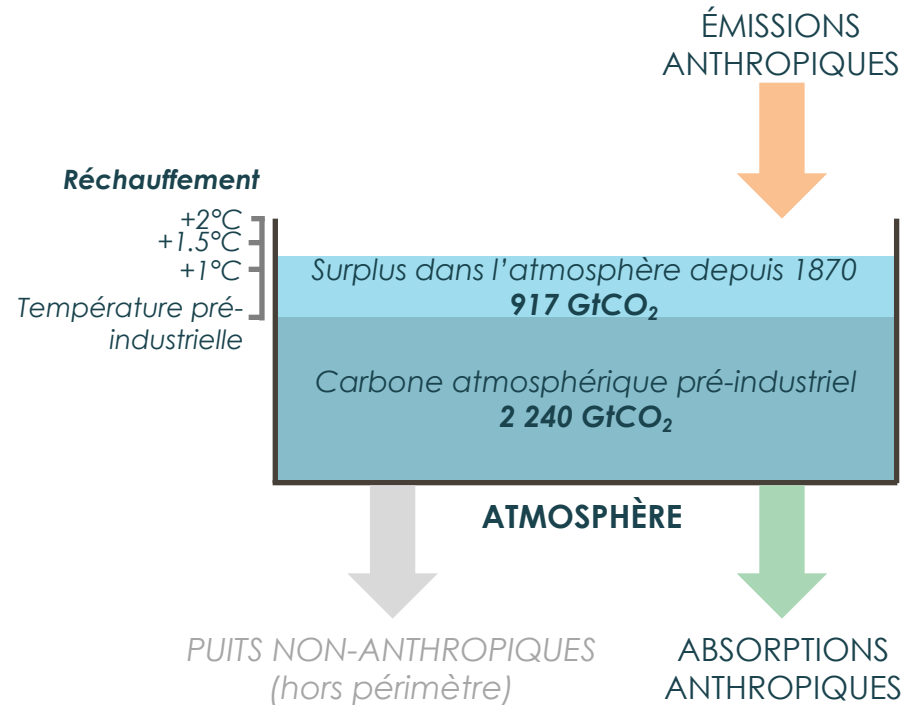 ÉMISSIONS
ANTHROPIQUES
Réchauffement
+2°C
+1.5°C
+1°C
Température pré-
industrielle
Surplus dans l’atmosphère depuis 1870
917 GtCO₂
Carbone atmosphérique pré-industriel
2 240 GtCO₂
ATMOSPHÈRE
PUITS NON-ANTHROPIQUES
(hors périmètre)
ABSORPTIONS
ANTHROPIQUES